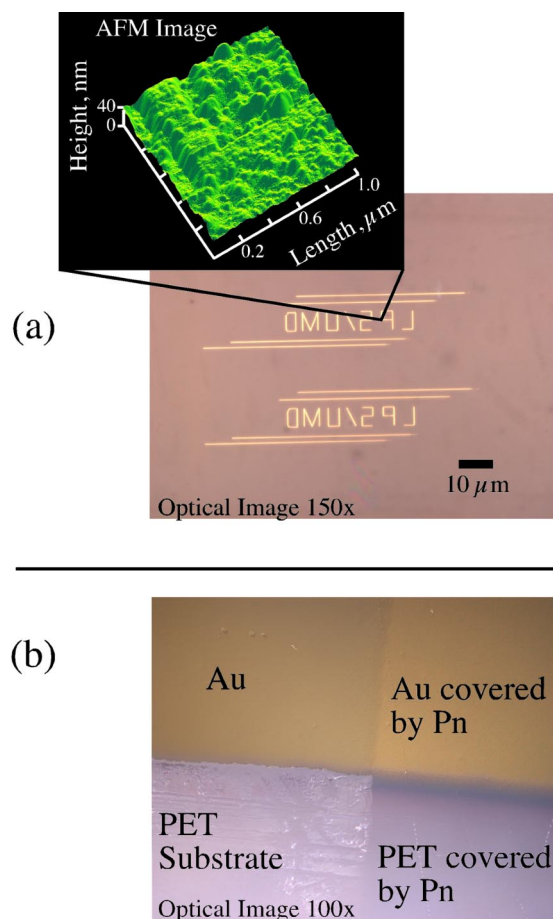 AFM Image
Height, nm
40
0
0.2
0.6
1.0
Length, μm
(a)
LPS/UMD
LPS/UMD
10 μm
Optical Image 150x
(b)
Au
Au covered
by Pn
PET
Substrate
PET covered
by Pn
Optical Image 100x